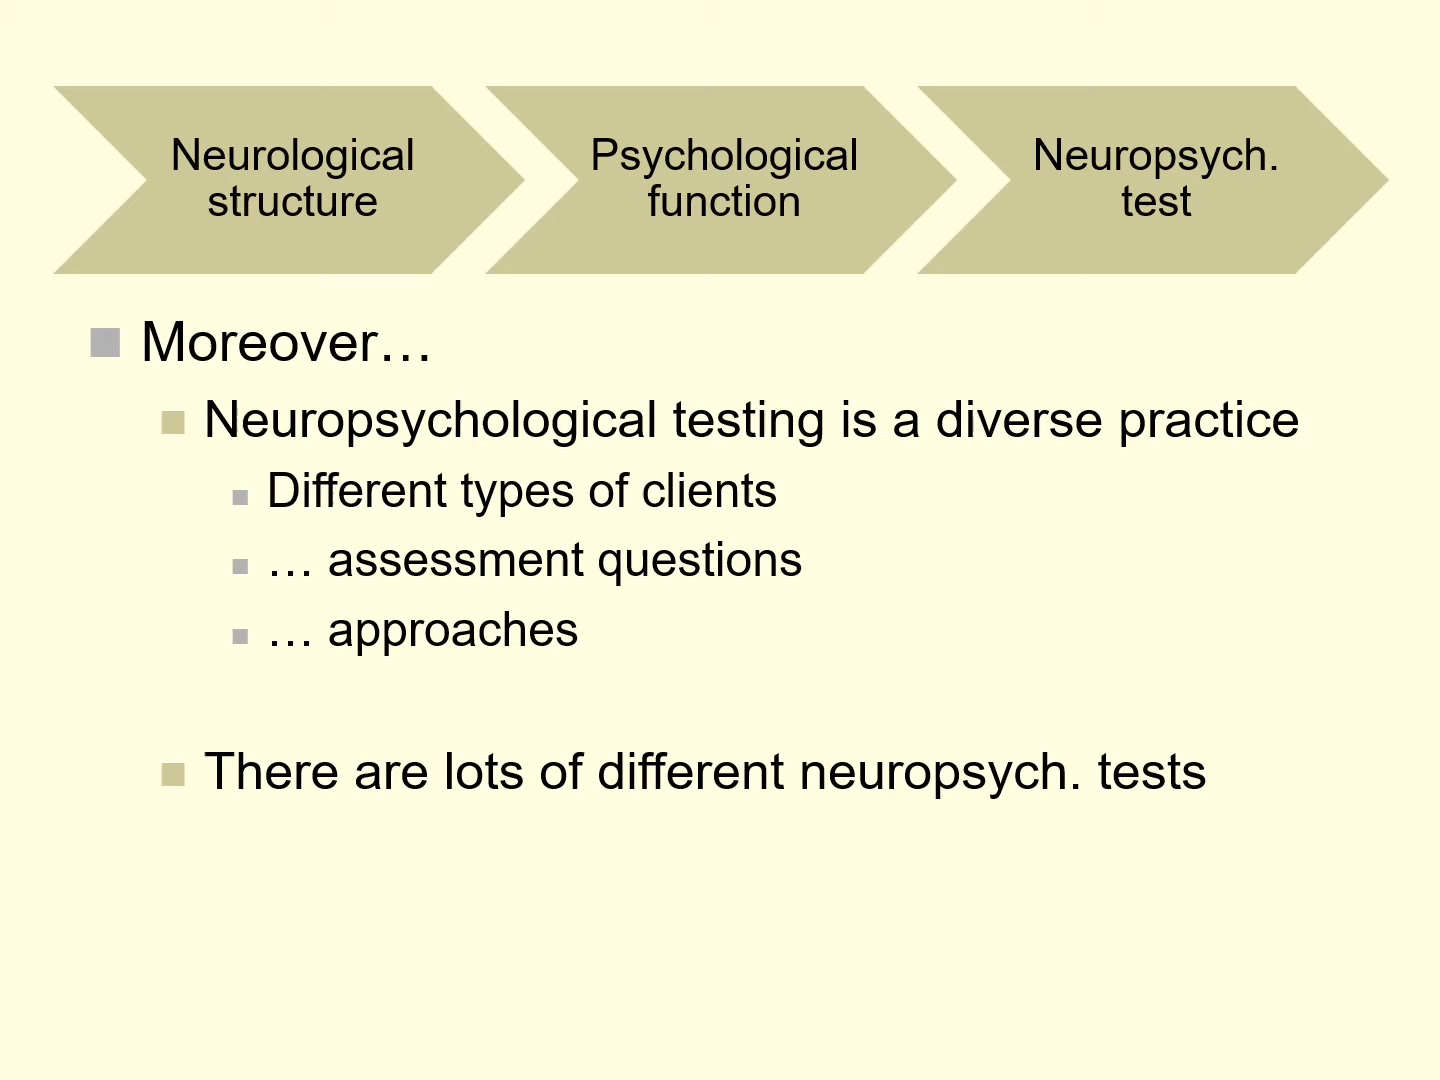 Neurological
structure
Psychological
function
Neuropsych.
test
Moreover…
Neuropsychological testing is a diverse practice
Different types of clients
… assessment questions
… approaches
There are lots of different neuropsych. tests